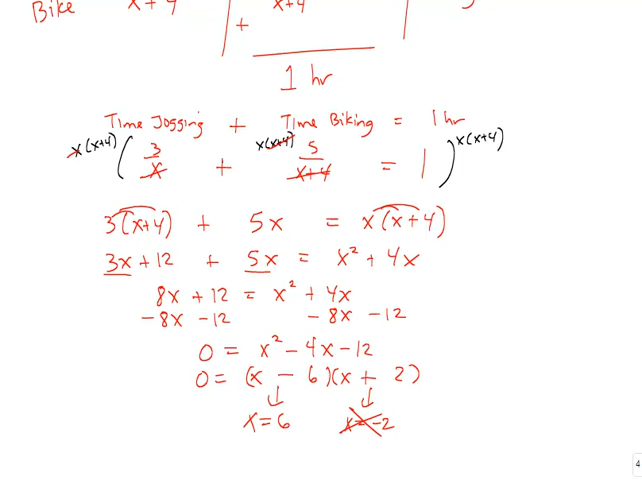 Bike x+4 | + x+4 |
1 hr
Time Jogging + Time Biking = 1 hr
x(x+4) ( 3/x + x(x+4) 5/x+4 = 1 ) x(x+4)
3(x+4) + 5x = x(x+4)
3x + 12 + 5x = x² + 4x
8x + 12 = x² + 4x
-8x -12 -8x -12
0 = x² - 4x - 12
0 = (x - 6)(x + 2)
x = 6 x = -2
4